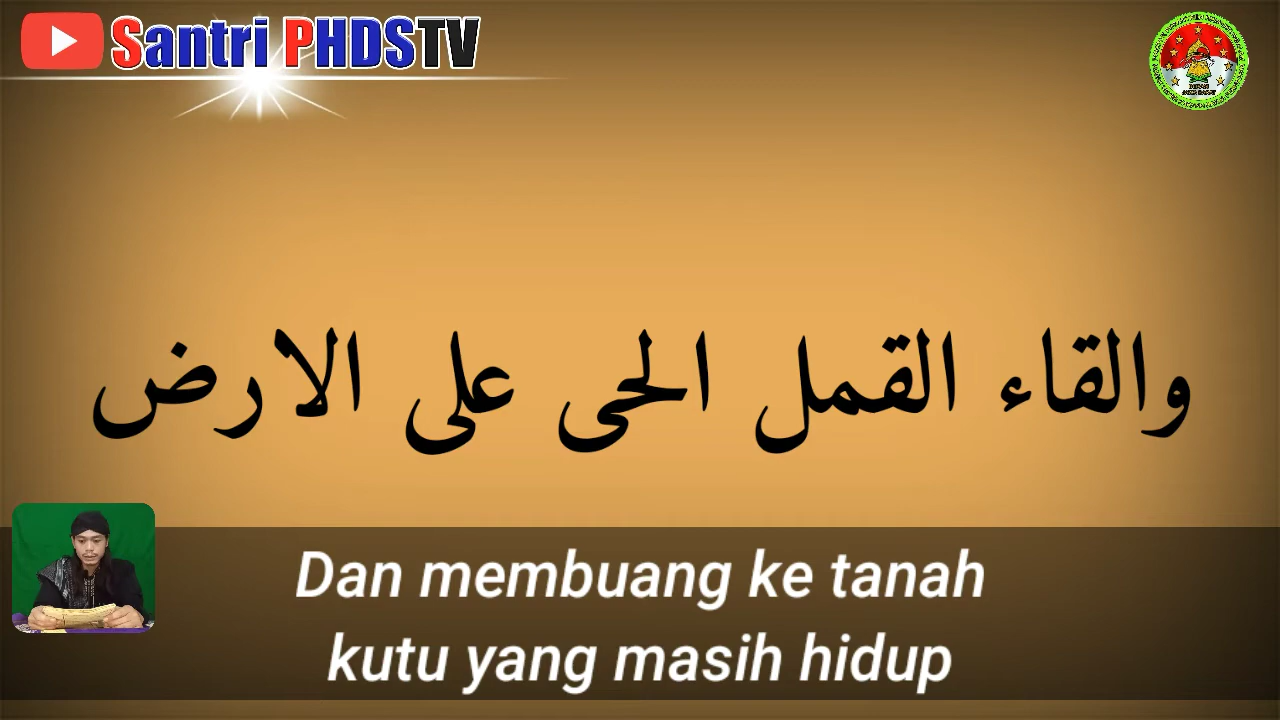 Santri PHDSTV
والقاء القمل الحى على الارض
Dan membuang ke tanah
kutu yang masih hidup